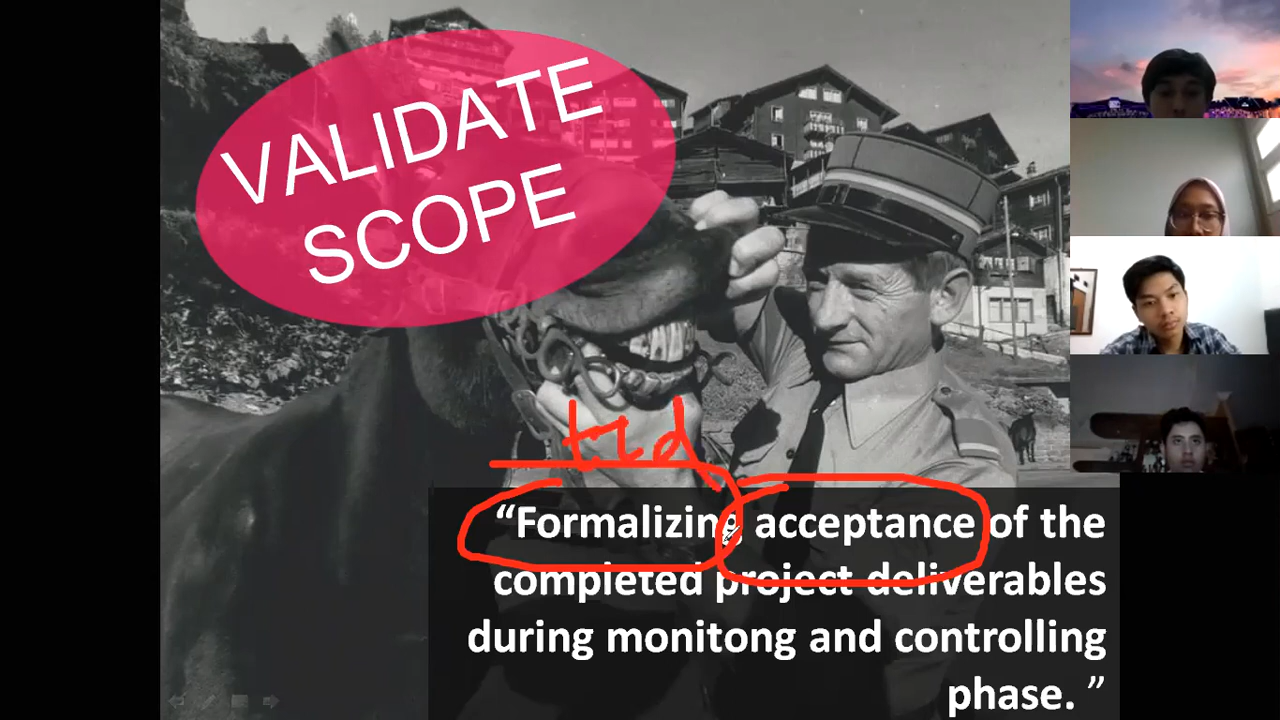 VALIDATE
SCOPE
ttd
“Formalizing acceptance of the
completed project deliverables
during monitong and controlling
phase. ”